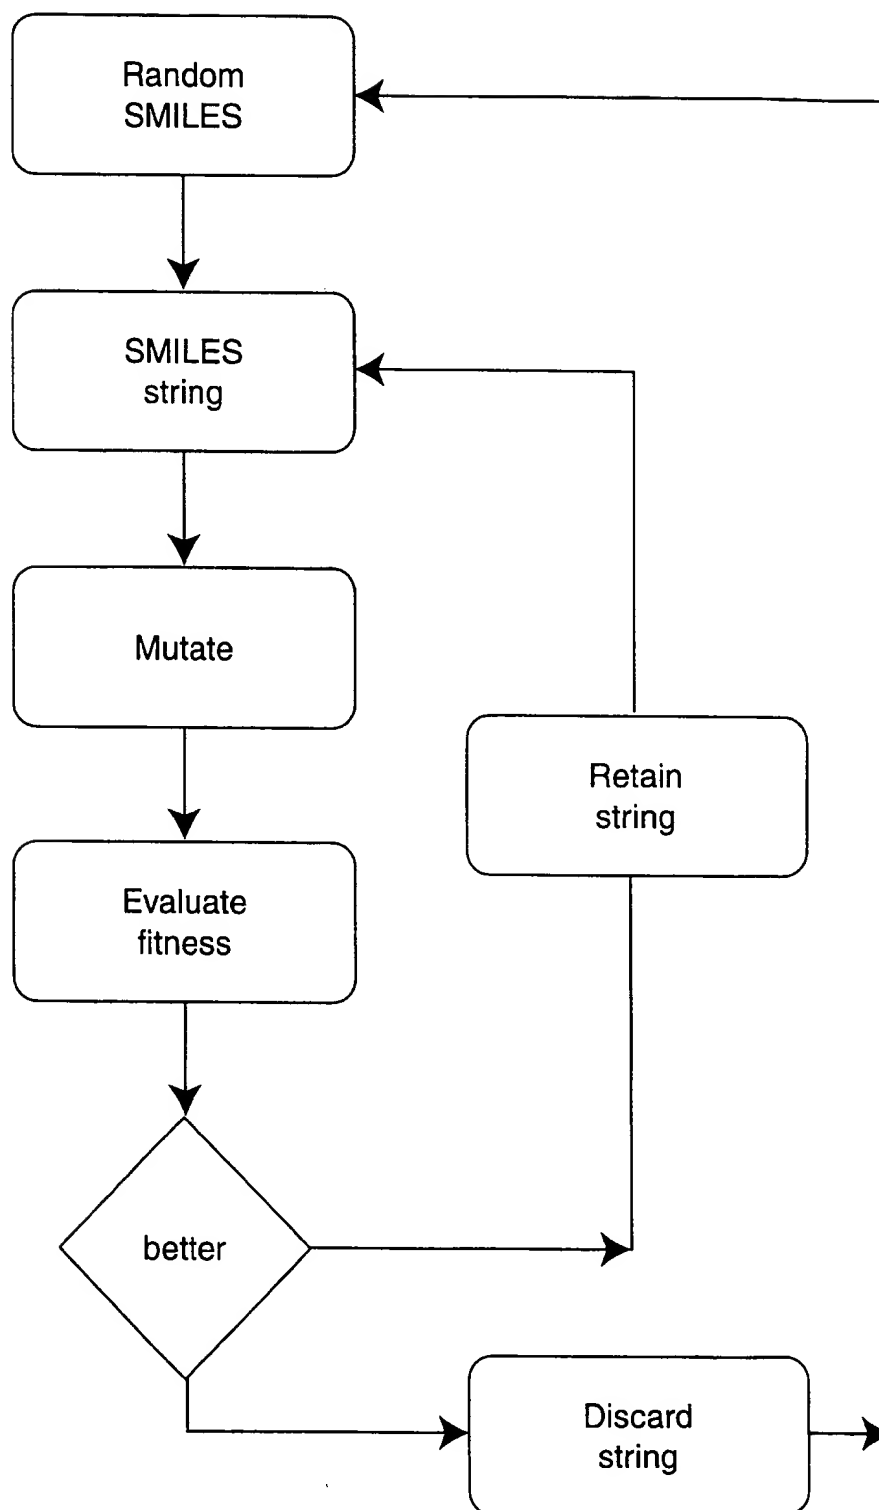 Random
SMILES
SMILES
string
Mutate
Retain
string
Evaluate
fitness
better
Discard
string